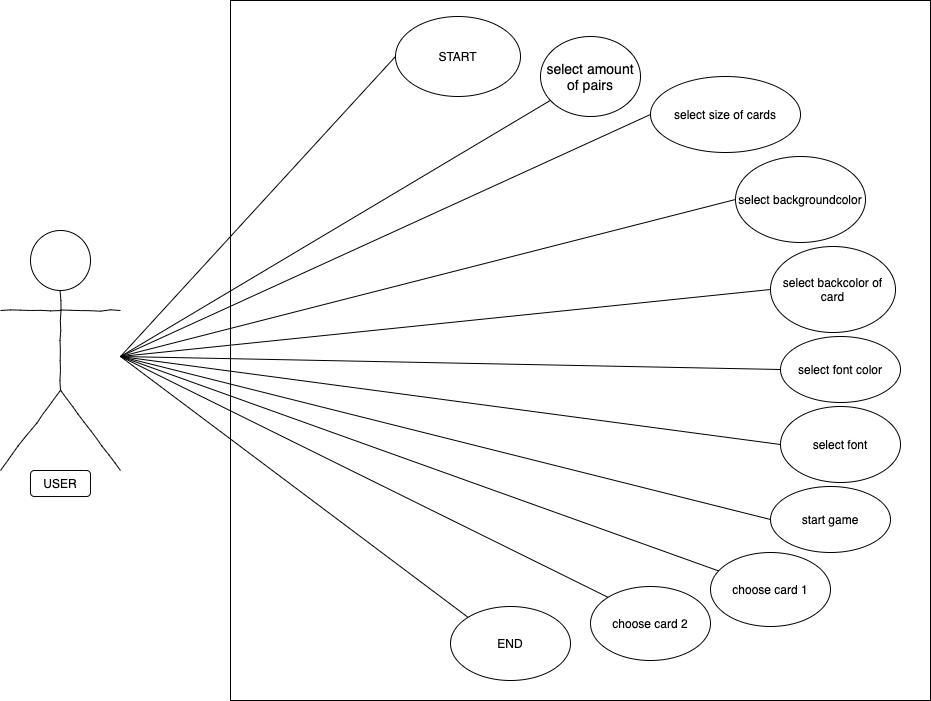 START
select amount
of pairs
select size of cards
select backgroundcolor
select backcolor of
card
select font color
select font
USER
start game
choose card 1
choose card 2
END